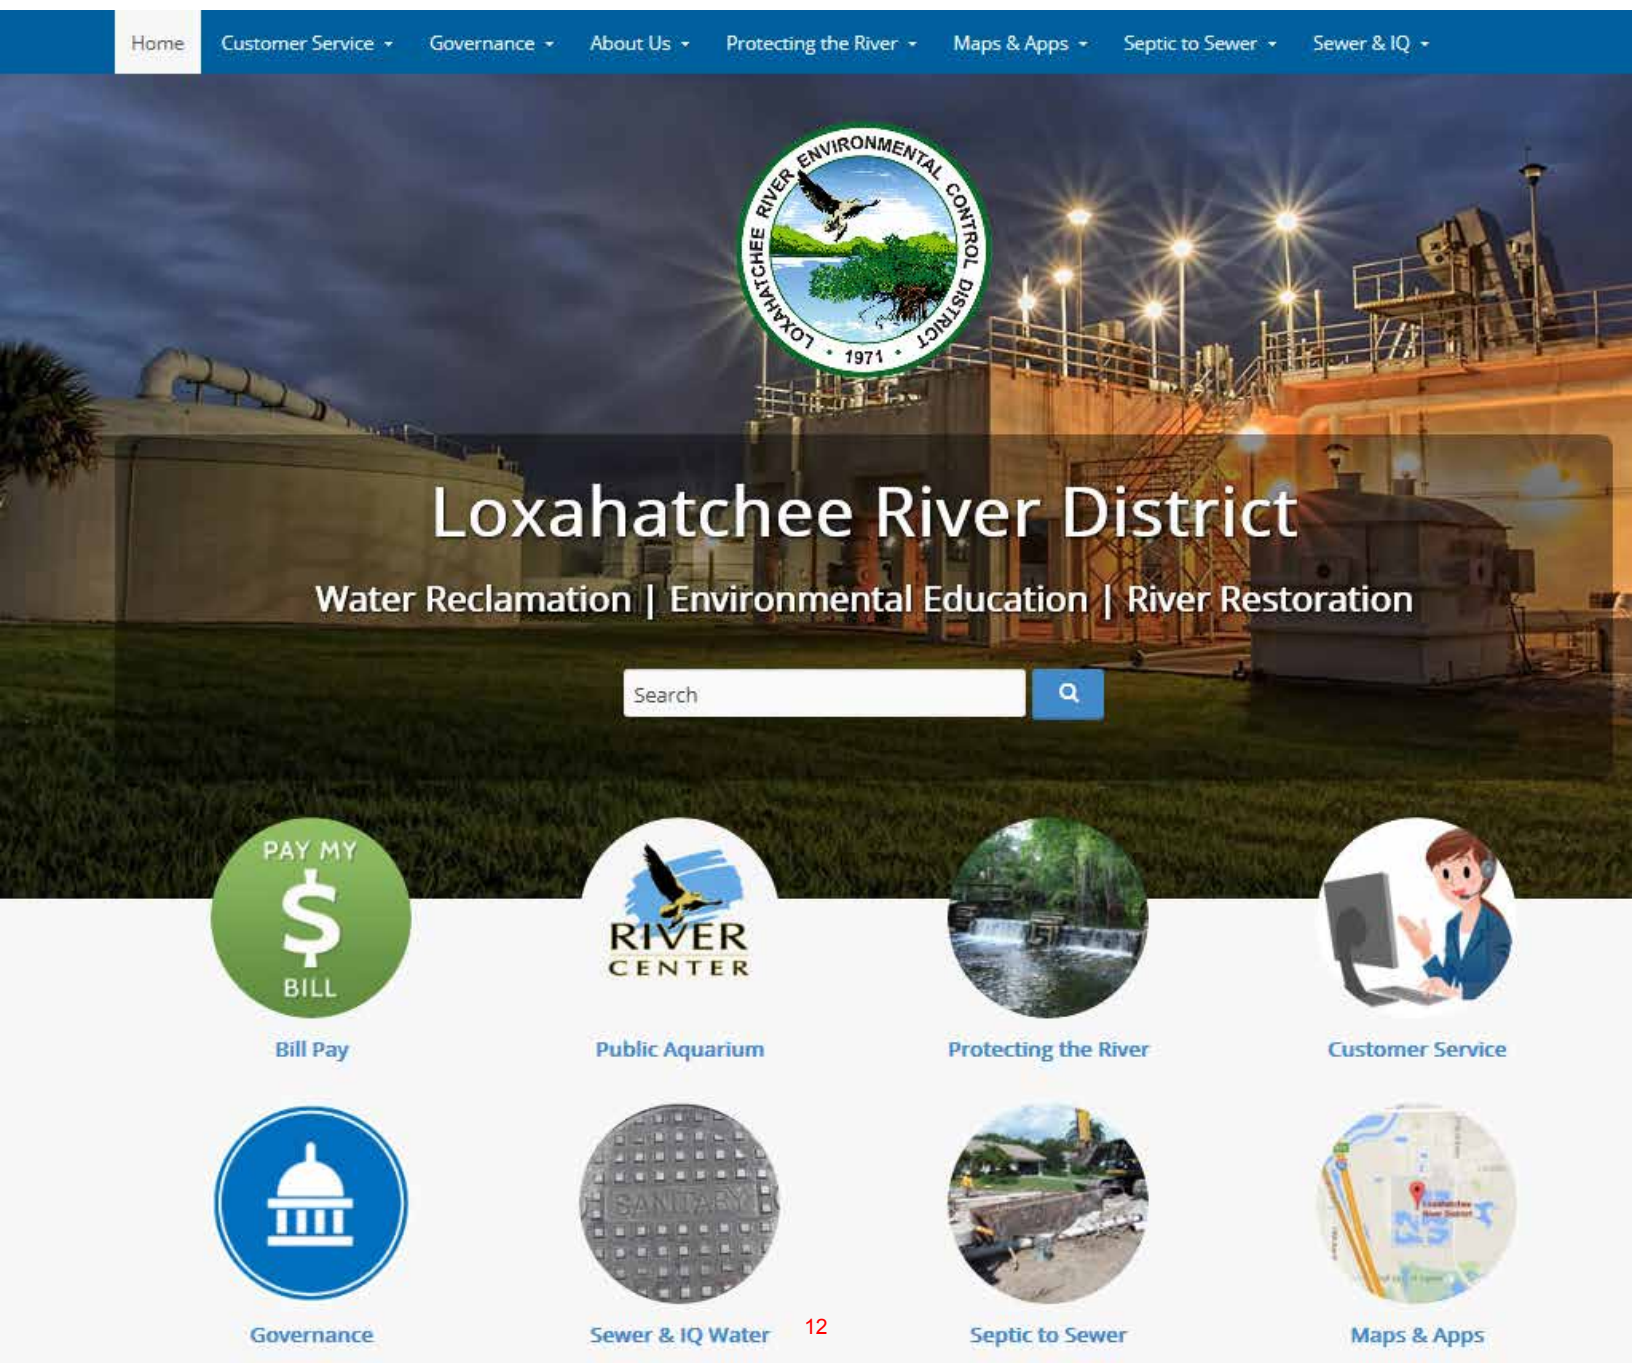 Home Customer Service Governance About Us Protecting the River Maps & Apps Septic to Sewer Sewer & IQ
LOXAHATCHEE RIVER ENVIRONMENTAL CONTROL DISTRICT
• 1971 •
Loxahatchee River District
Water Reclamation | Environmental Education | River Restoration
Search
PAY MY
$
BILL
RIVER
CENTER
Bill Pay Public Aquarium Protecting the River Customer Service
SANITARY
Loxahatchee
River District
Governance Sewer & IQ Water 12 Septic to Sewer Maps & Apps